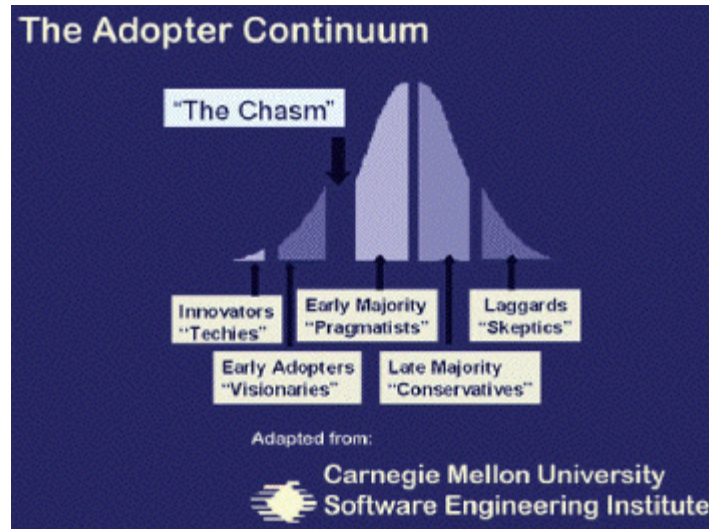 The Adopter Continuum
“The Chasm”
Innovators
“Techies”
Early Majority
“Pragmatists”
Laggards
“Skeptics”
Early Adopters
“Visionaries”
Late Majority
“Conservatives”
Adapted from:
Carnegie Mellon University
Software Engineering Institute